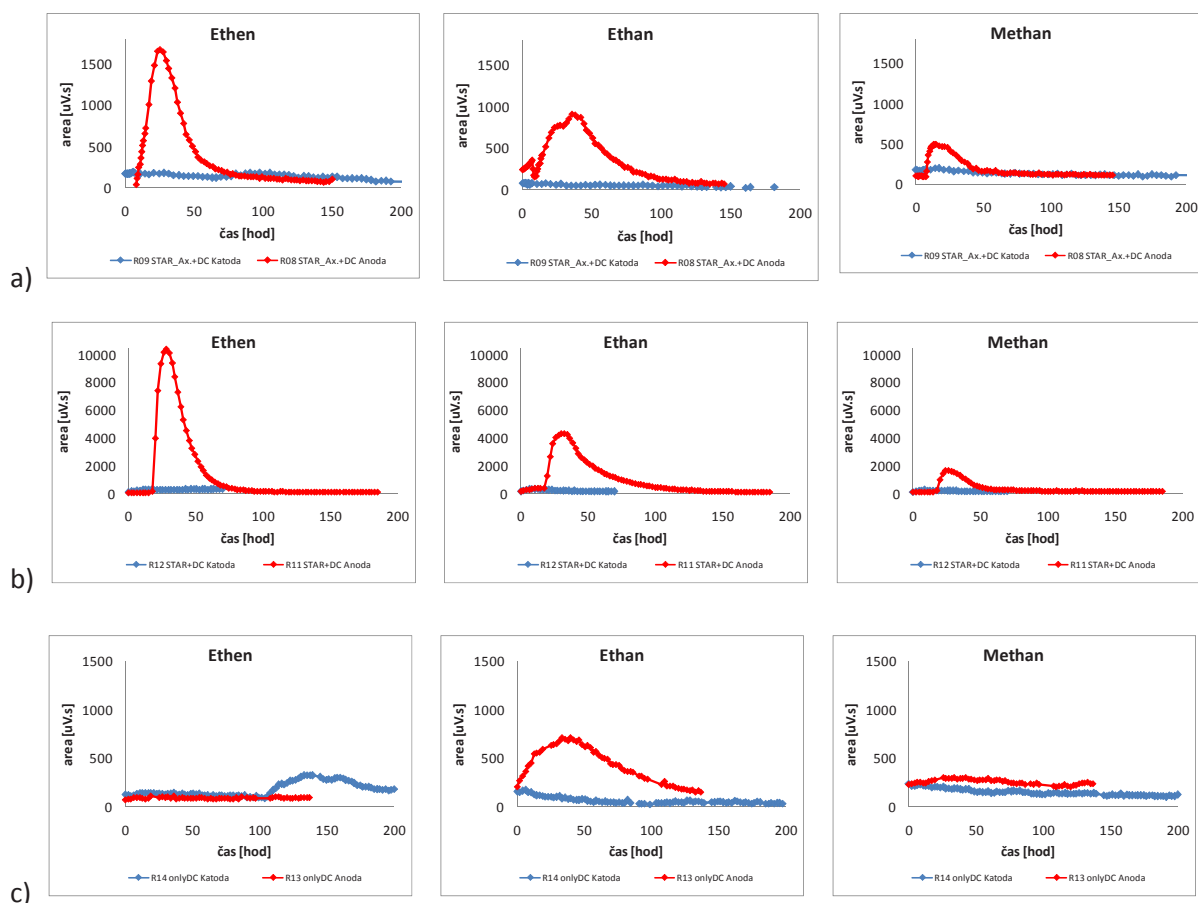 Ethen
area [uV.s]
1500
1000
500
0
0 50 100 150 200
čas [hod]
R09 STAR_Ax.+DC Katoda R08 STAR_Ax.+DC Anoda
Ethan
area [uV.s]
1500
1000
500
0
0 50 100 150 200
čas [hod]
R09 STAR_Ax.+DC Katoda R08 STAR_Ax.+DC Anoda
Methan
area [uV.s]
1500
1000
500
0
0 50 100 150 200
čas [hod]
R09 STAR_Ax.+DC Katoda R08 STAR_Ax.+DC Anoda
a)
Ethen
area [uV.s]
10000
8000
6000
4000
2000
0
0 50 100 150 200
čas [hod]
R12 STAR+DC Katoda R11 STAR+DC Anoda
Ethan
area [uV.s]
10000
8000
6000
4000
2000
0
0 50 100 150 200
čas [hod]
R12 STAR+DC Katoda R11 STAR+DC Anoda
Methan
area [uV.s]
10000
8000
6000
4000
2000
0
0 50 100 150 200
čas [hod]
R12 STAR+DC Katoda R11 STAR+DC Anoda
b)
Ethen
area [uV.s]
1500
1000
500
0
0 50 100 150 200
čas [hod]
R14 onlyDC Katoda R13 onlyDC Anoda
Ethan
area [uV.s]
1500
1000
500
0
0 50 100 150 200
čas [hod]
R14 onlyDC Katoda R13 onlyDC Anoda
Methan
area [uV.s]
1500
1000
500
0
0 50 100 150 200
čas [hod]
R14 onlyDC Katoda R13 onlyDC Anoda
c)